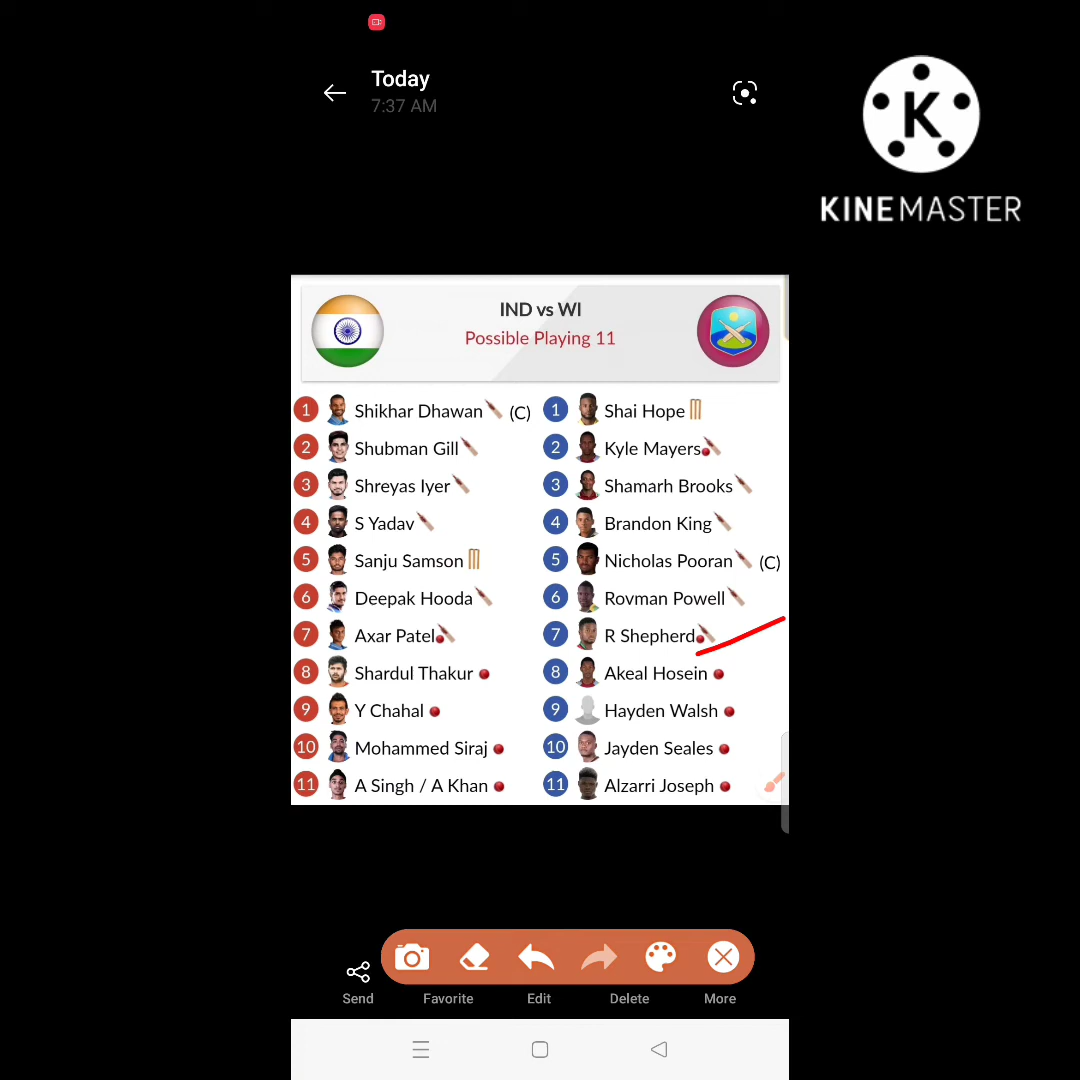 Today
7:37 AM
K
KINEMASTER
IND vs WI
Possible Playing 11
1 Shikhar Dhawan (C) 1 Shai Hope
2 Shubman Gill 2 Kyle Mayers
3 Shreyas Iyer 3 Shamarh Brooks
4 S Yadav 4 Brandon King
5 Sanju Samson 5 Nicholas Pooran (C)
6 Deepak Hooda 6 Rovman Powell
7 Axar Patel 7 R Shepherd
8 Shardul Thakur 8 Akeal Hosein
9 Y Chahal 9 Hayden Walsh
10 Mohammed Siraj 10 Jayden Seales
11 A Singh / A Khan 11 Alzarri Joseph
Send Favorite Edit Delete More